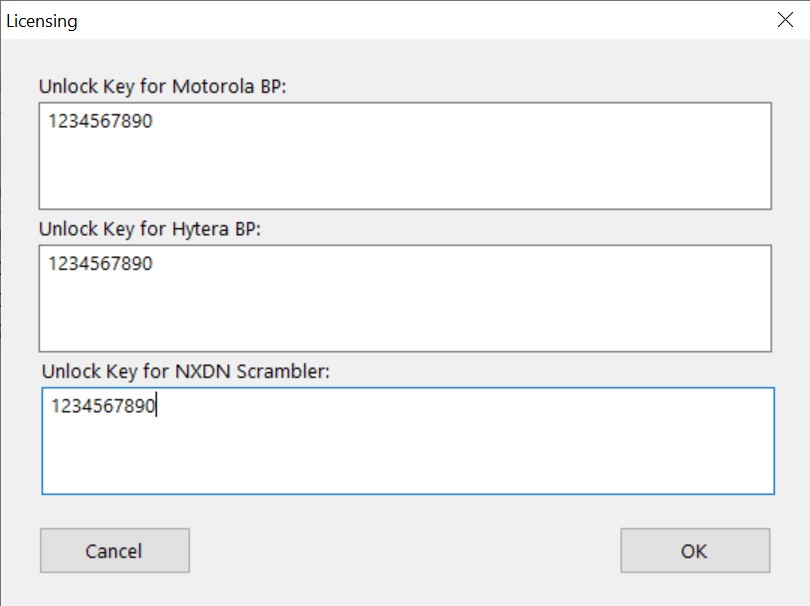 Licensing
Unlock Key for Motorola BP:
1234567890
Unlock Key for Hytera BP:
1234567890
Unlock Key for NXDN Scrambler:
1234567890
Cancel
OK